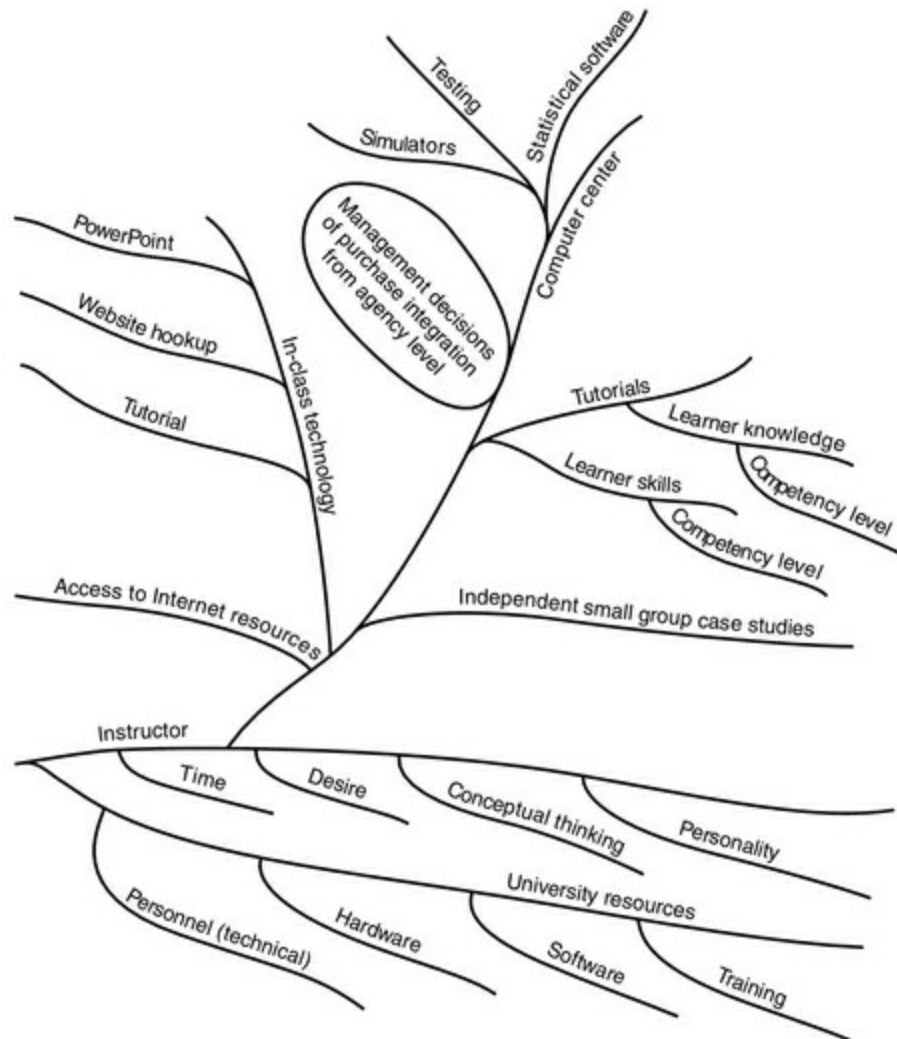 Testing
Statistical software
Simulators
Computer center
Management decisions
of purchase integration
from agency level
PowerPoint
Website hookup
Tutorial
In-class technology
Tutorials
Learner knowledge
Competency level
Learner skills
Competency level
Access to Internet resources
Independent small group case studies
Instructor
Time
Desire
Conceptual thinking
Personality
University resources
Personnel (technical)
Hardware
Software
Training